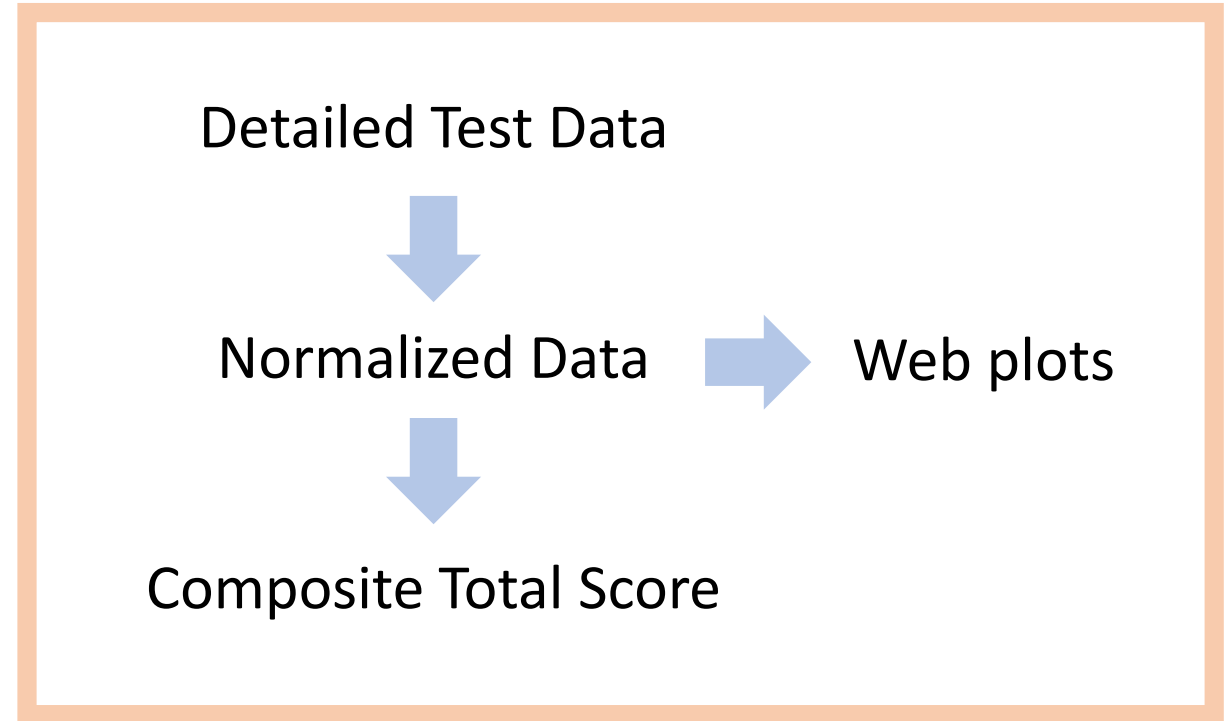 Detailed Test Data
Normalized Data
Web plots
Composite Total Score